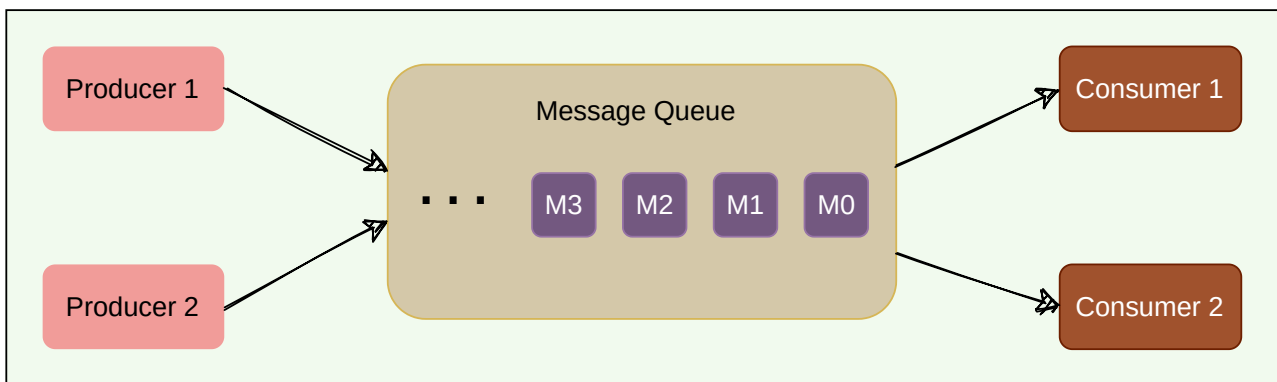 Producer 1
Consumer 1
Message Queue
. . .
M3 M2 M1 M0
Producer 2
Consumer 2